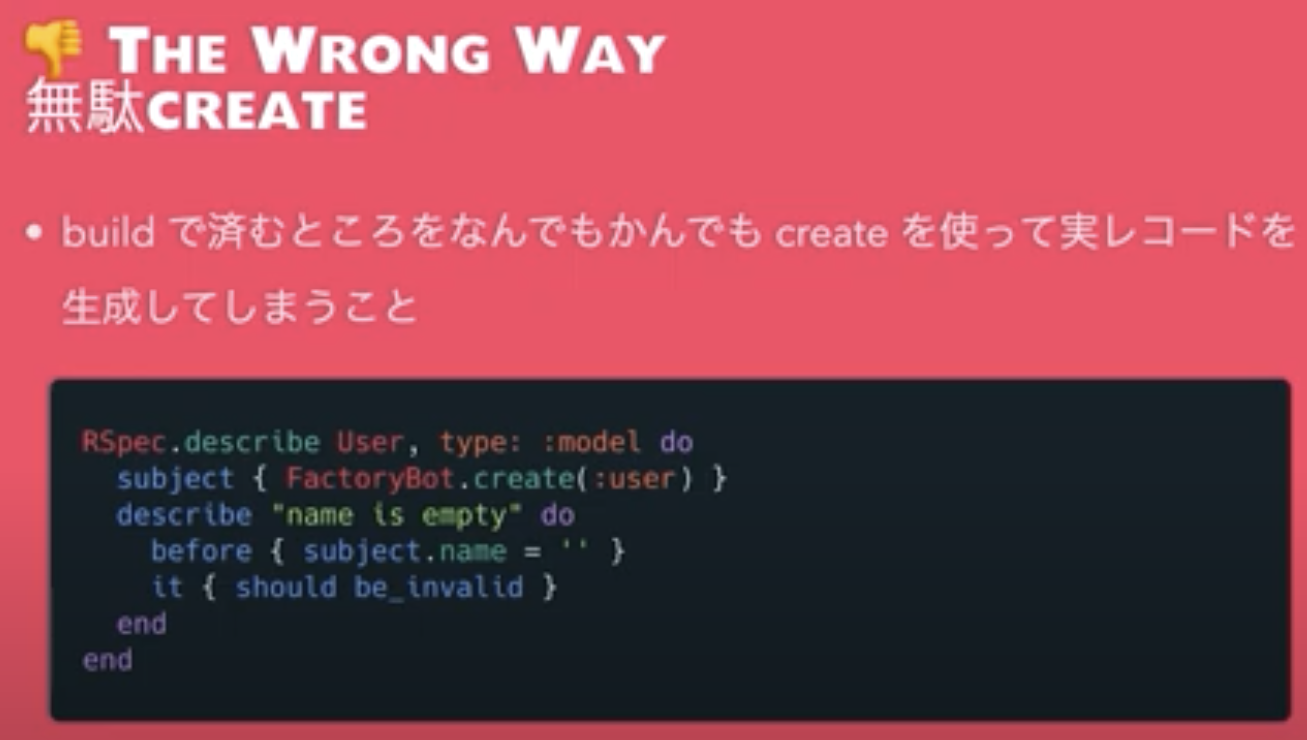 👎 THE WRONG WAY
無駄CREATE
• build で済むところをなんでもかんでも create を使って実レコードを
生成してしまうこと
RSpec.describe User, type: :model do
  subject { FactoryBot.create(:user) }
  describe "name is empty" do
    before { subject.name = '' }
    it { should be_invalid }
  end
end